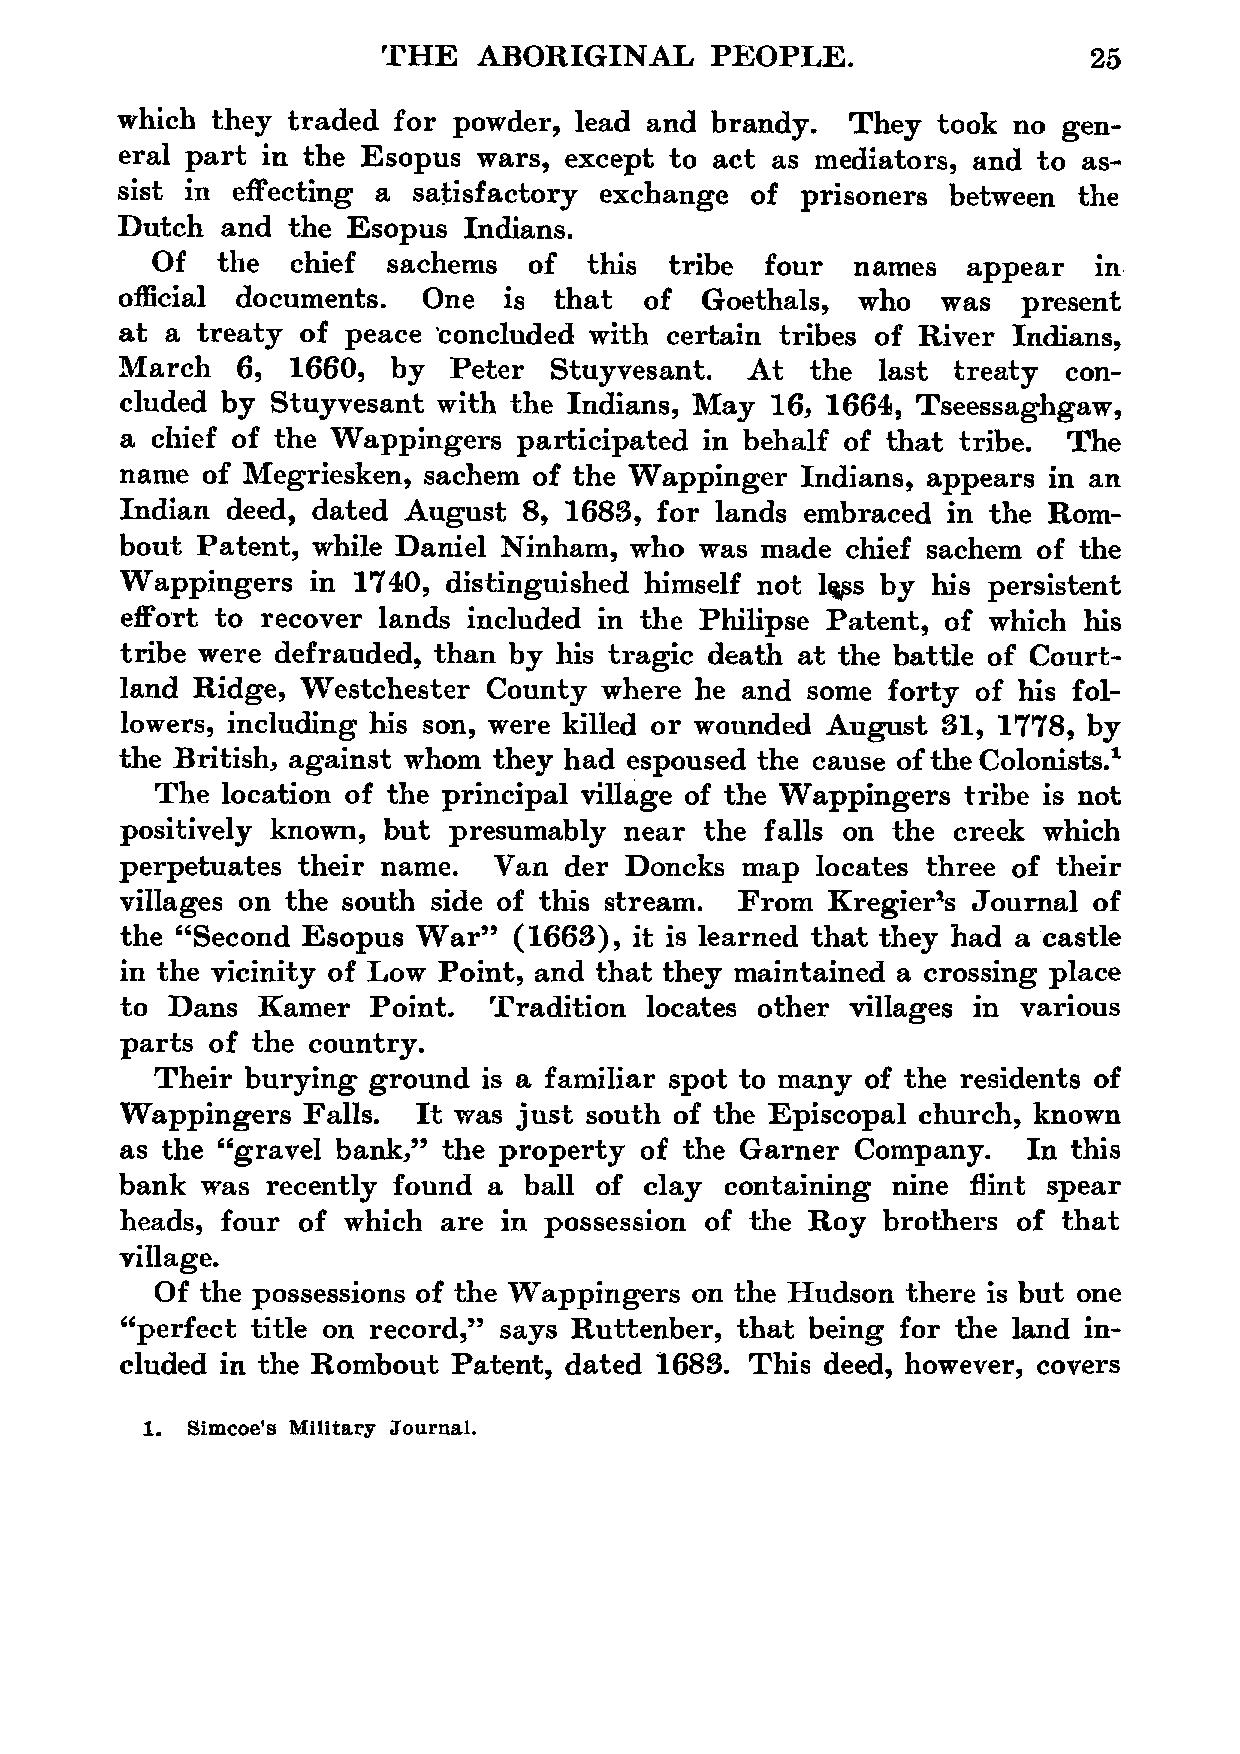 THE ABORIGINAL PEOPLE. 25
which they traded for powder, lead and brandy. They took no gen-
eral part in the Esopus wars, except to act as mediators, and to as-
sist in effecting a satisfactory exchange of prisoners between the
Dutch and the Esopus Indians.
Of the chief sachems of this tribe four names appear in
official documents. One is that of Goethals, who was present
at a treaty of peace concluded with certain tribes of River Indians,
March 6, 1660, by Peter Stuyvesant. At the last treaty con-
cluded by Stuyvesant with the Indians, May 16, 1664, Tseessaghgaw,
a chief of the Wappingers participated in behalf of that tribe. The
name of Megriesken, sachem of the Wappinger Indians, appears in an
Indian deed, dated August 8, 1683, for lands embraced in the Rom-
bout Patent, while Daniel Ninham, who was made chief sachem of the
Wappingers in 1740, distinguished himself not less by his persistent
effort to recover lands included in the Philipse Patent, of which his
tribe were defrauded, than by his tragic death at the battle of Court-
land Ridge, Westchester County where he and some forty of his fol-
lowers, including his son, were killed or wounded August 31, 1778, by
the British, against whom they had espoused the cause of the Colonists.¹
The location of the principal village of the Wappingers tribe is not
positively known, but presumably near the falls on the creek which
perpetuates their name. Van der Doncks map locates three of their
villages on the south side of this stream. From Kregier's Journal of
the “Second Esopus War” (1663), it is learned that they had a castle
in the vicinity of Low Point, and that they maintained a crossing place
to Dans Kamer Point. Tradition locates other villages in various
parts of the country.
Their burying ground is a familiar spot to many of the residents of
Wappingers Falls. It was just south of the Episcopal church, known
as the “gravel bank,” the property of the Garner Company. In this
bank was recently found a ball of clay containing nine flint spear
heads, four of which are in possession of the Roy brothers of that
village.
Of the possessions of the Wappingers on the Hudson there is but one
“perfect title on record,” says Ruttenber, that being for the land in-
cluded in the Rombout Patent, dated 1683. This deed, however, covers
1. Simcoe's Military Journal.